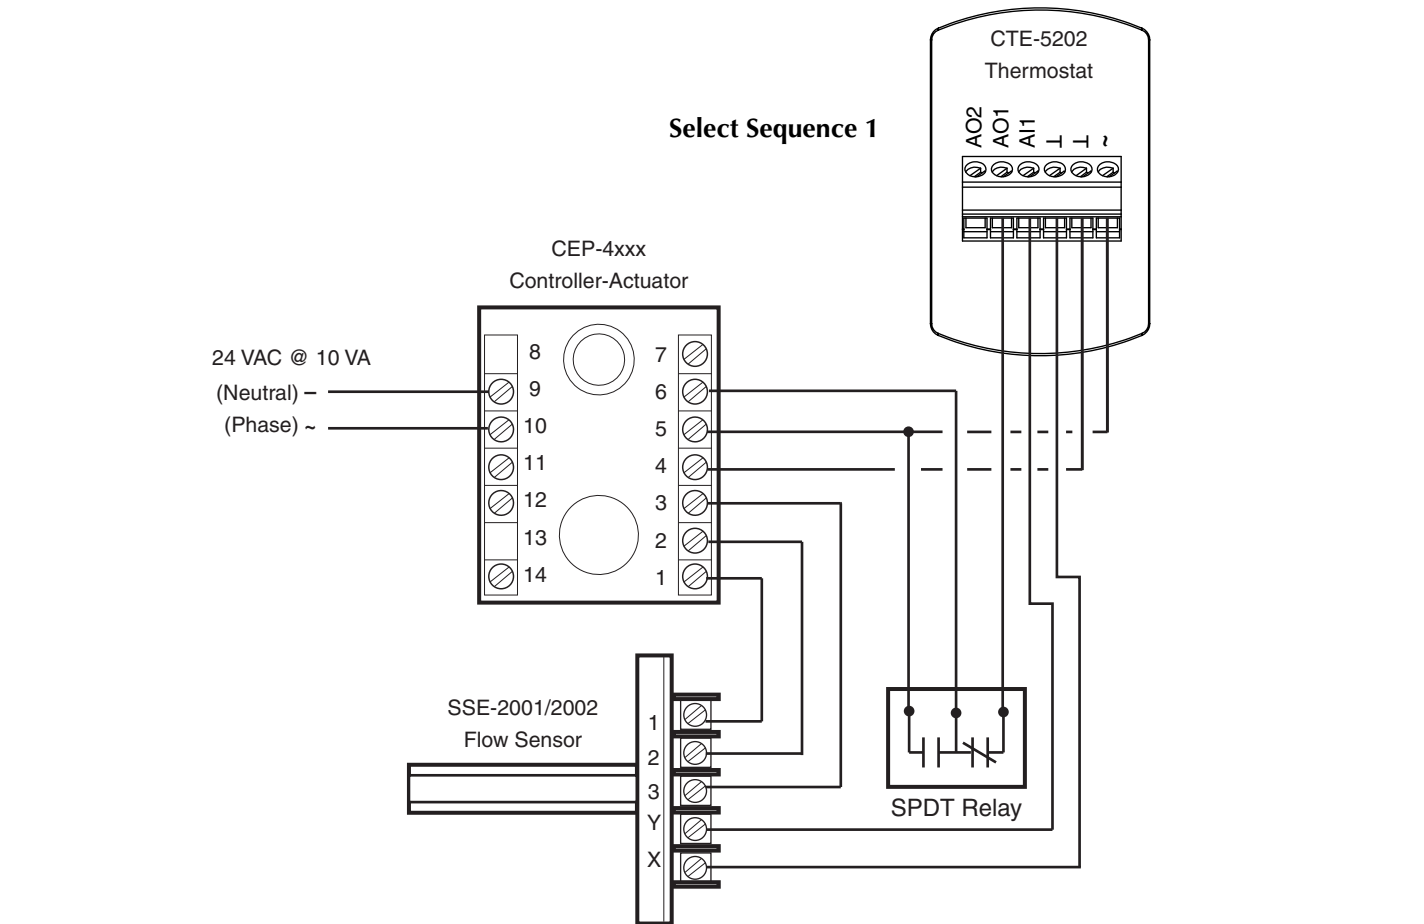 CTE-5202
Thermostat
Select Sequence 1
AO2
AO1
AI1
⊥
⊥
~
CEP-4xxx
Controller-Actuator
24 VAC @ 10 VA
(Neutral) –
(Phase) ~
8
9
10
11
12
13
14
7
6
5
4
3
2
1
SSE-2001/2002
Flow Sensor
1
2
3
Y
X
SPDT Relay